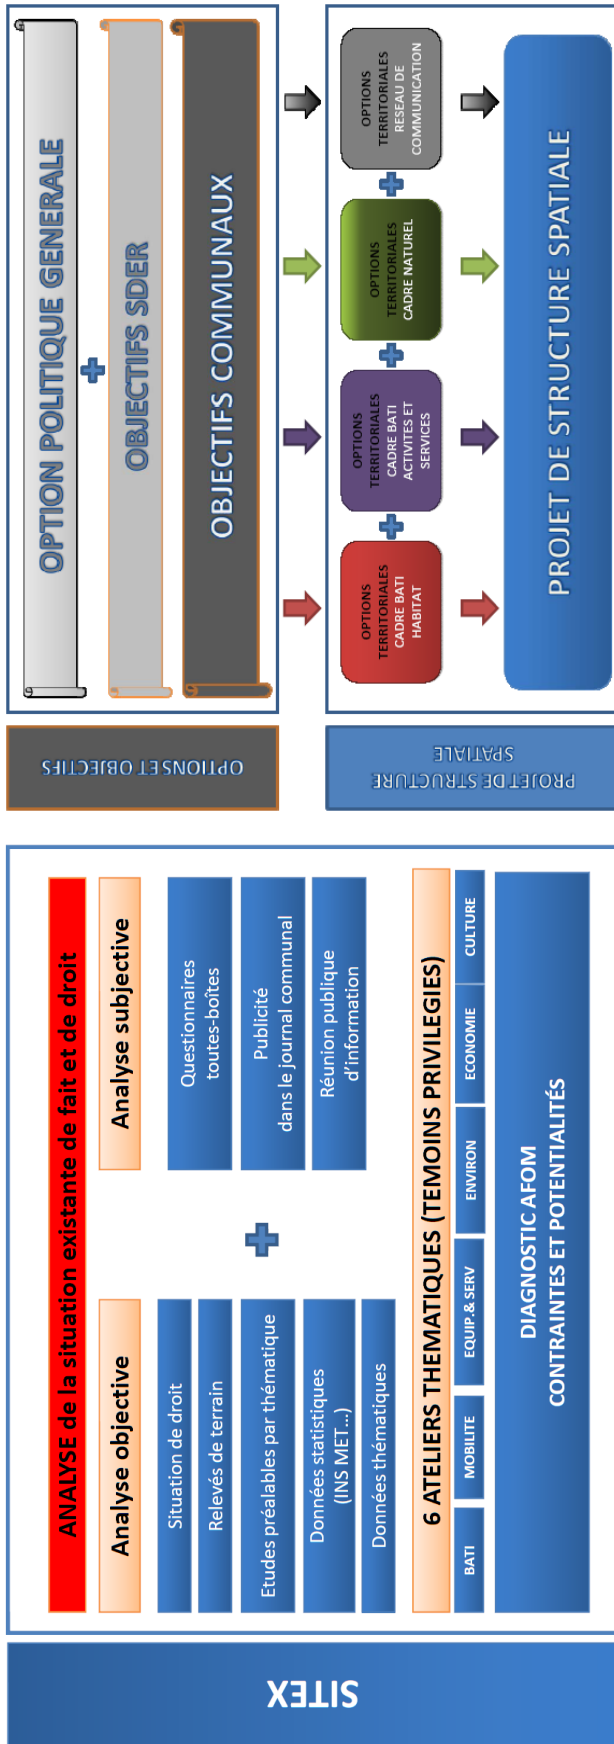 SITEX
ANALYSE de la situation existante de fait et de droit
Analyse objective
Situation de droit
Relevés de terrain
Etudes préalables par thématique
Données statistiques
(INS MET...)
Données thématiques
Analyse subjective
Questionnaires
toutes-boîtes
Publicité
dans le journal communal
Réunion publique
d'information
6 ATELIERS THEMATIQUES (TEMOINS PRIVILEGIES)
BATI
MOBILITE
EQUIP.& SERV
ENVIRON
ECONOMIE
CULTURE
DIAGNOSTIC AFOM
CONTRAINTES ET POTENTIALITÉS
OPTIONS ET OBJECTIFS
OPTION POLITIQUE GENERALE
OBJECTIFS SDER
OBJECTIFS COMMUNAUX
PROJET DE STRUCTURE
SPATIALE
OPTIONS
TERRITORIALES
CADRE BATI
HABITAT
OPTIONS
TERRITORIALES
CADRE BATI
ACTIVITES ET
SERVICES
OPTIONS
TERRITORIALES
CADRE NATUREL
OPTIONS
TERRITORIALES
RESEAU DE
COMMUNICATION
PROJET DE STRUCTURE SPATIALE